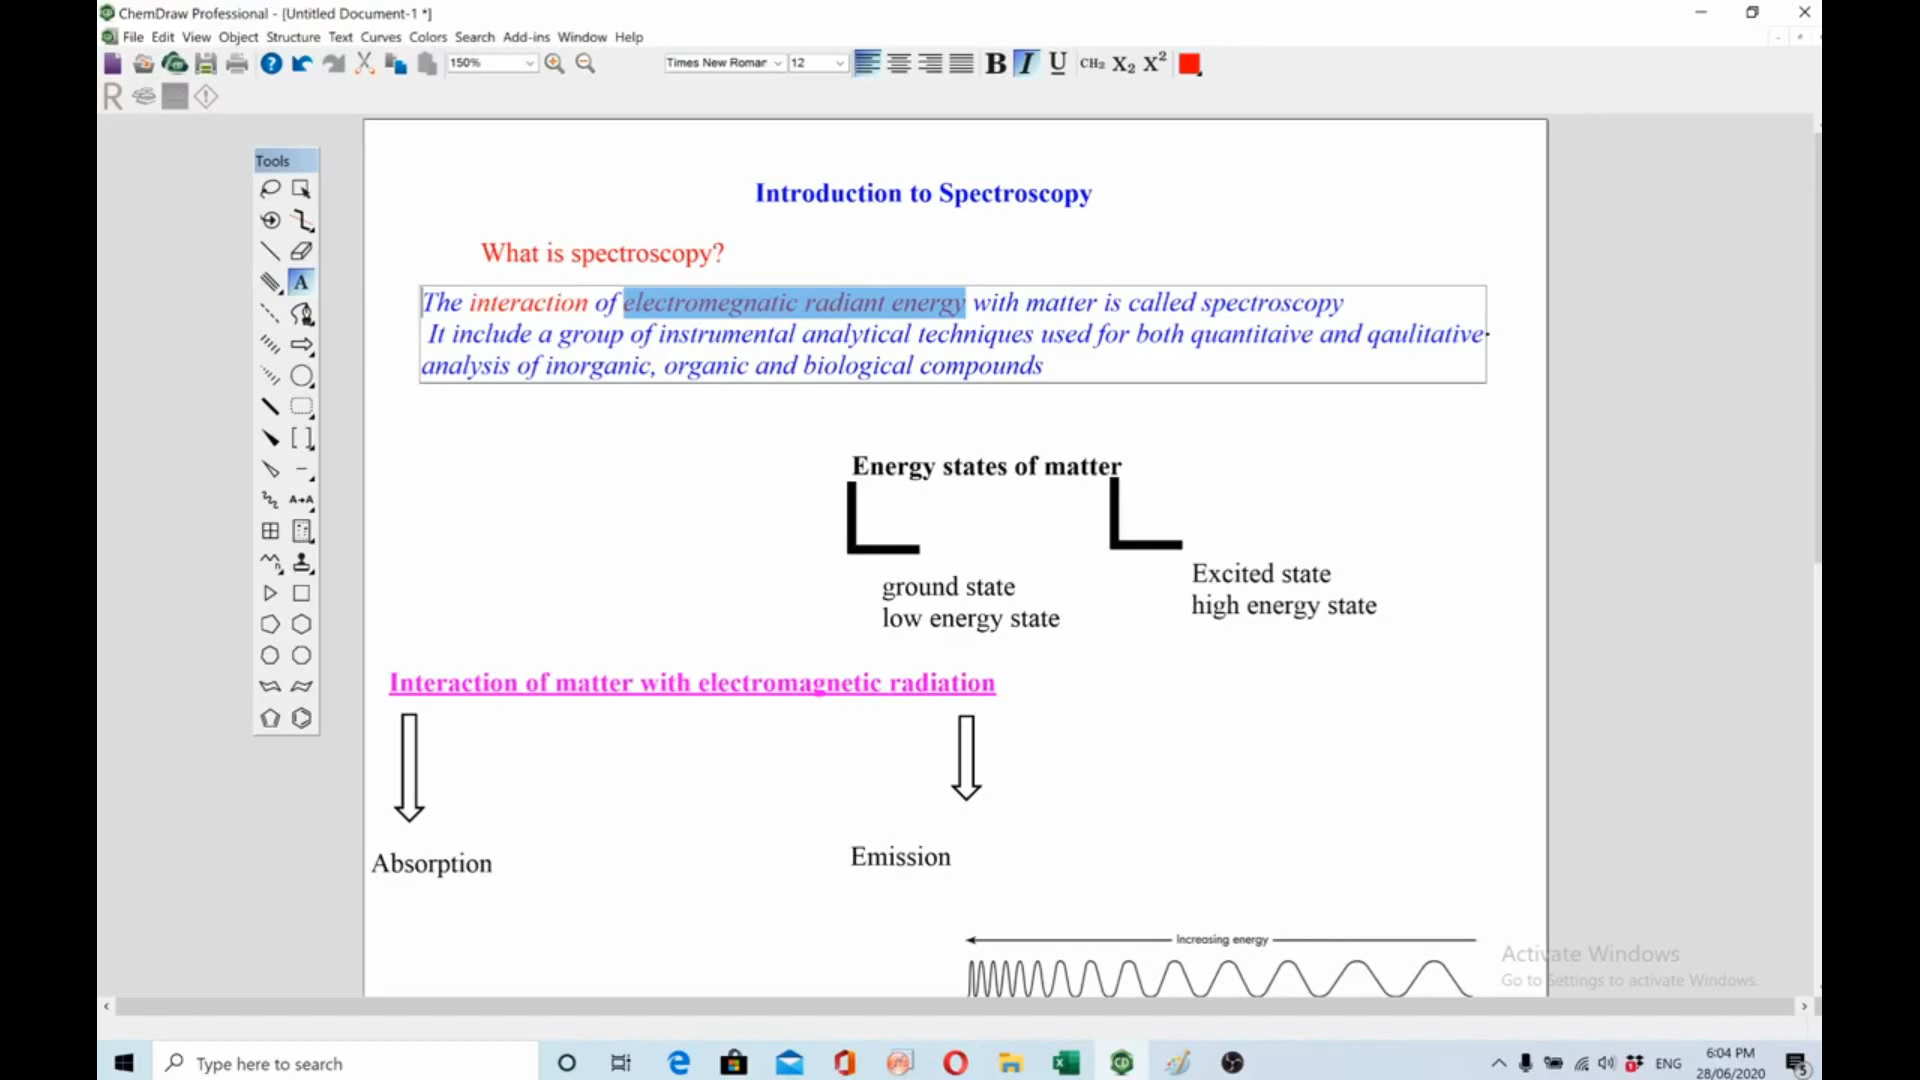 ChemDraw Professional - [Untitled Document-1 *]
File Edit View Object Structure Text Curves Colors Search Add-ins Window Help
150% Times New Roman 12 B I U CH2 X2 X2
R
Tools
A
Introduction to Spectroscopy
What is spectroscopy?
The interaction of electromegnatic radiant energy with matter is called spectroscopy
It include a group of instrumental analytical techniques used for both quantitaive and qaulitative
analysis of inorganic, organic and biological compounds
Energy states of matter
ground state
low energy state
Excited state
high energy state
Interaction of matter with electromagnetic radiation
Absorption
Emission
Increasing energy
Activate Windows
Go to Settings to activate Windows.
Type here to search
ENG
6:04 PM
28/06/2020
5